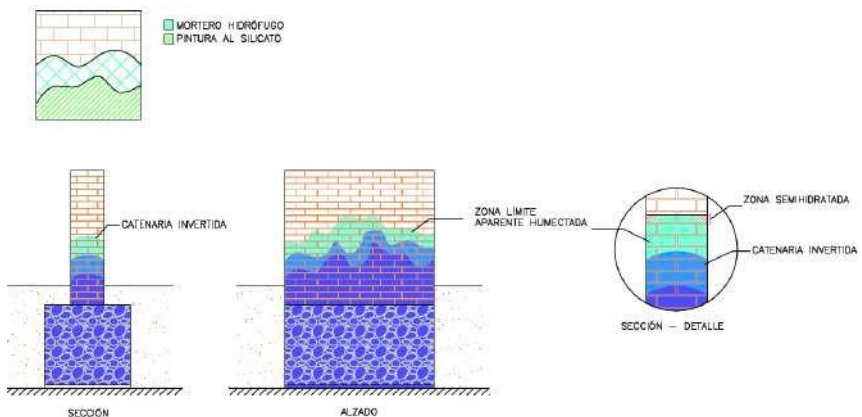 MORTERO HIDRÓFUGO
PINTURA AL SILICATO
CATENARIA INVERTIDA
ZONA LÍMITE
APARENTE HUMECTADA
ZONA SEMIHIDRATADA
CATENARIA INVERTIDA
SECCIÓN – DETALLE
SECCIÓN
ALZADO